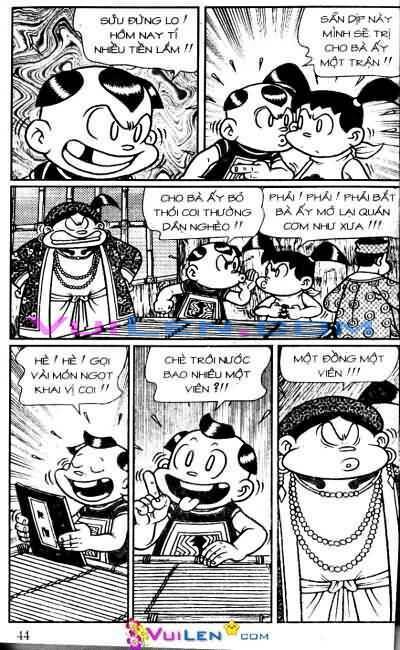 SỬU ĐỪNG LO !
HÔM NAY TÍ
NHIỀU TIỀN LẮM !!
SẴN DỊP NÀY
MÌNH SẼ TRỊ
CHO BÀ ẤY
MỘT TRẬN !!
CHO BÀ ẤY BỎ
THÓI COI THƯỜNG
DÂN NGHÈO !!
PHẢI ! PHẢI ! PHẢI BẮT
BÀ ẤY MỞ LẠI QUÁN
CƠM NHƯ XƯA !!!
VUILEN.COM
HÈ ! HÈ ! GỌI
VÀI MÓN NGỌT
KHAI VỊ COI !!
CHÈ TRÔI NƯỚC
BAO NHIÊU MỘT
VIÊN ?!!
MỘT ĐỒNG MỘT
VIÊN !!!
44
VUILEN.COM